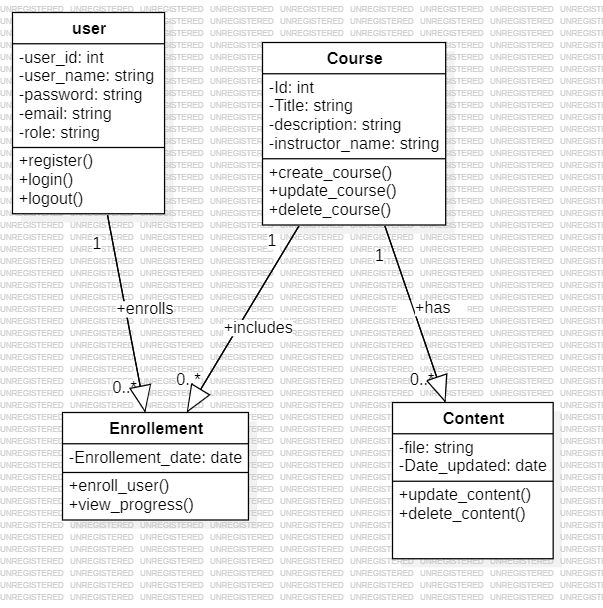 user
-user_id: int
-user_name: string
-password: string
-email: string
-role: string
+register()
+login()
+logout()
Course
-Id: int
-Title: string
-description: string
-instructor_name: string
+create_course()
+update_course()
+delete_course()
1
1
1
+enrolls
+includes
+has
0..*
0..*
0..*
Enrollement
-Enrollement_date: date
+enroll_user()
+view_progress()
Content
-file: string
-Date_updated: date
+update_content()
+delete_content()
UNREGISTERED